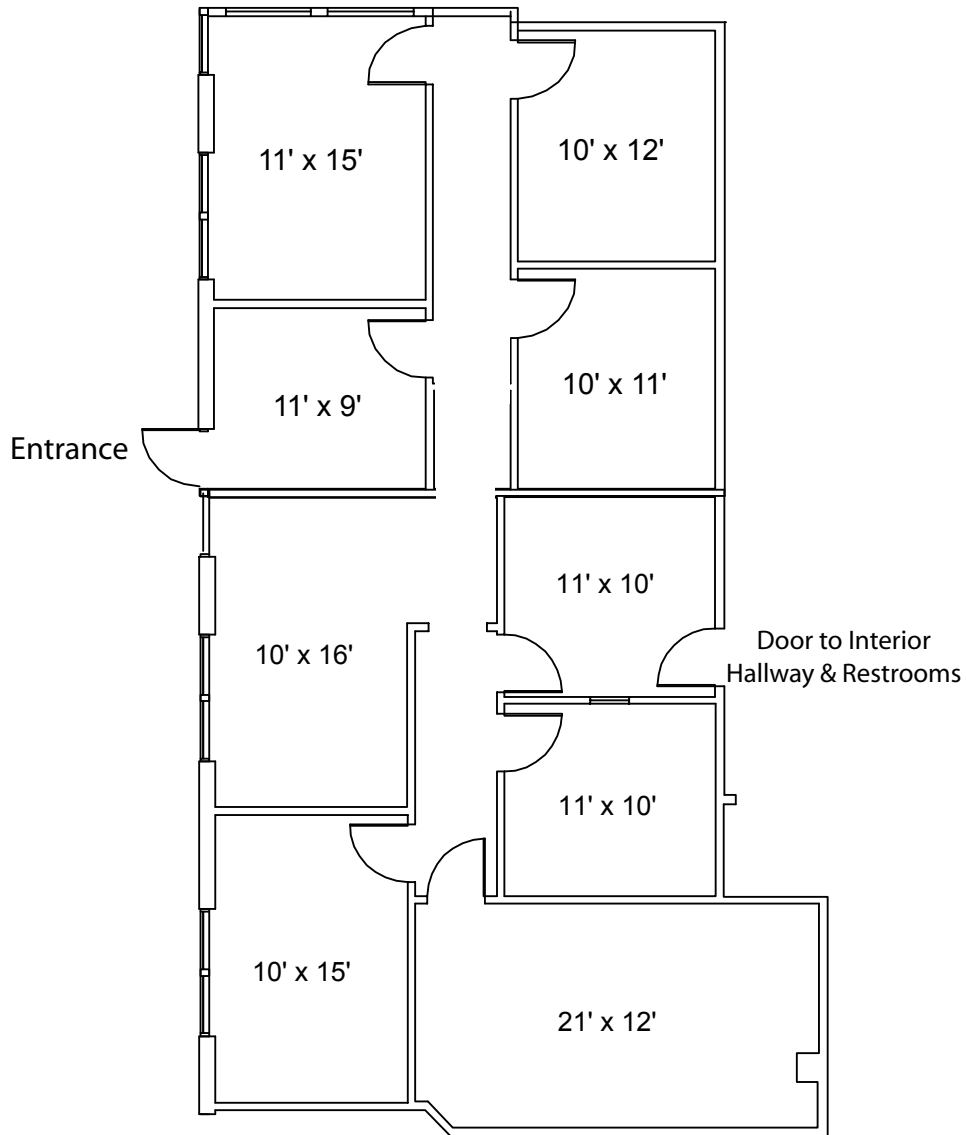 11' x 15'
10' x 12'
10' x 11'
11' x 9'
Entrance
11' x 10'
Door to Interior
Hallway & Restrooms
10' x 16'
11' x 10'
10' x 15'
21' x 12'